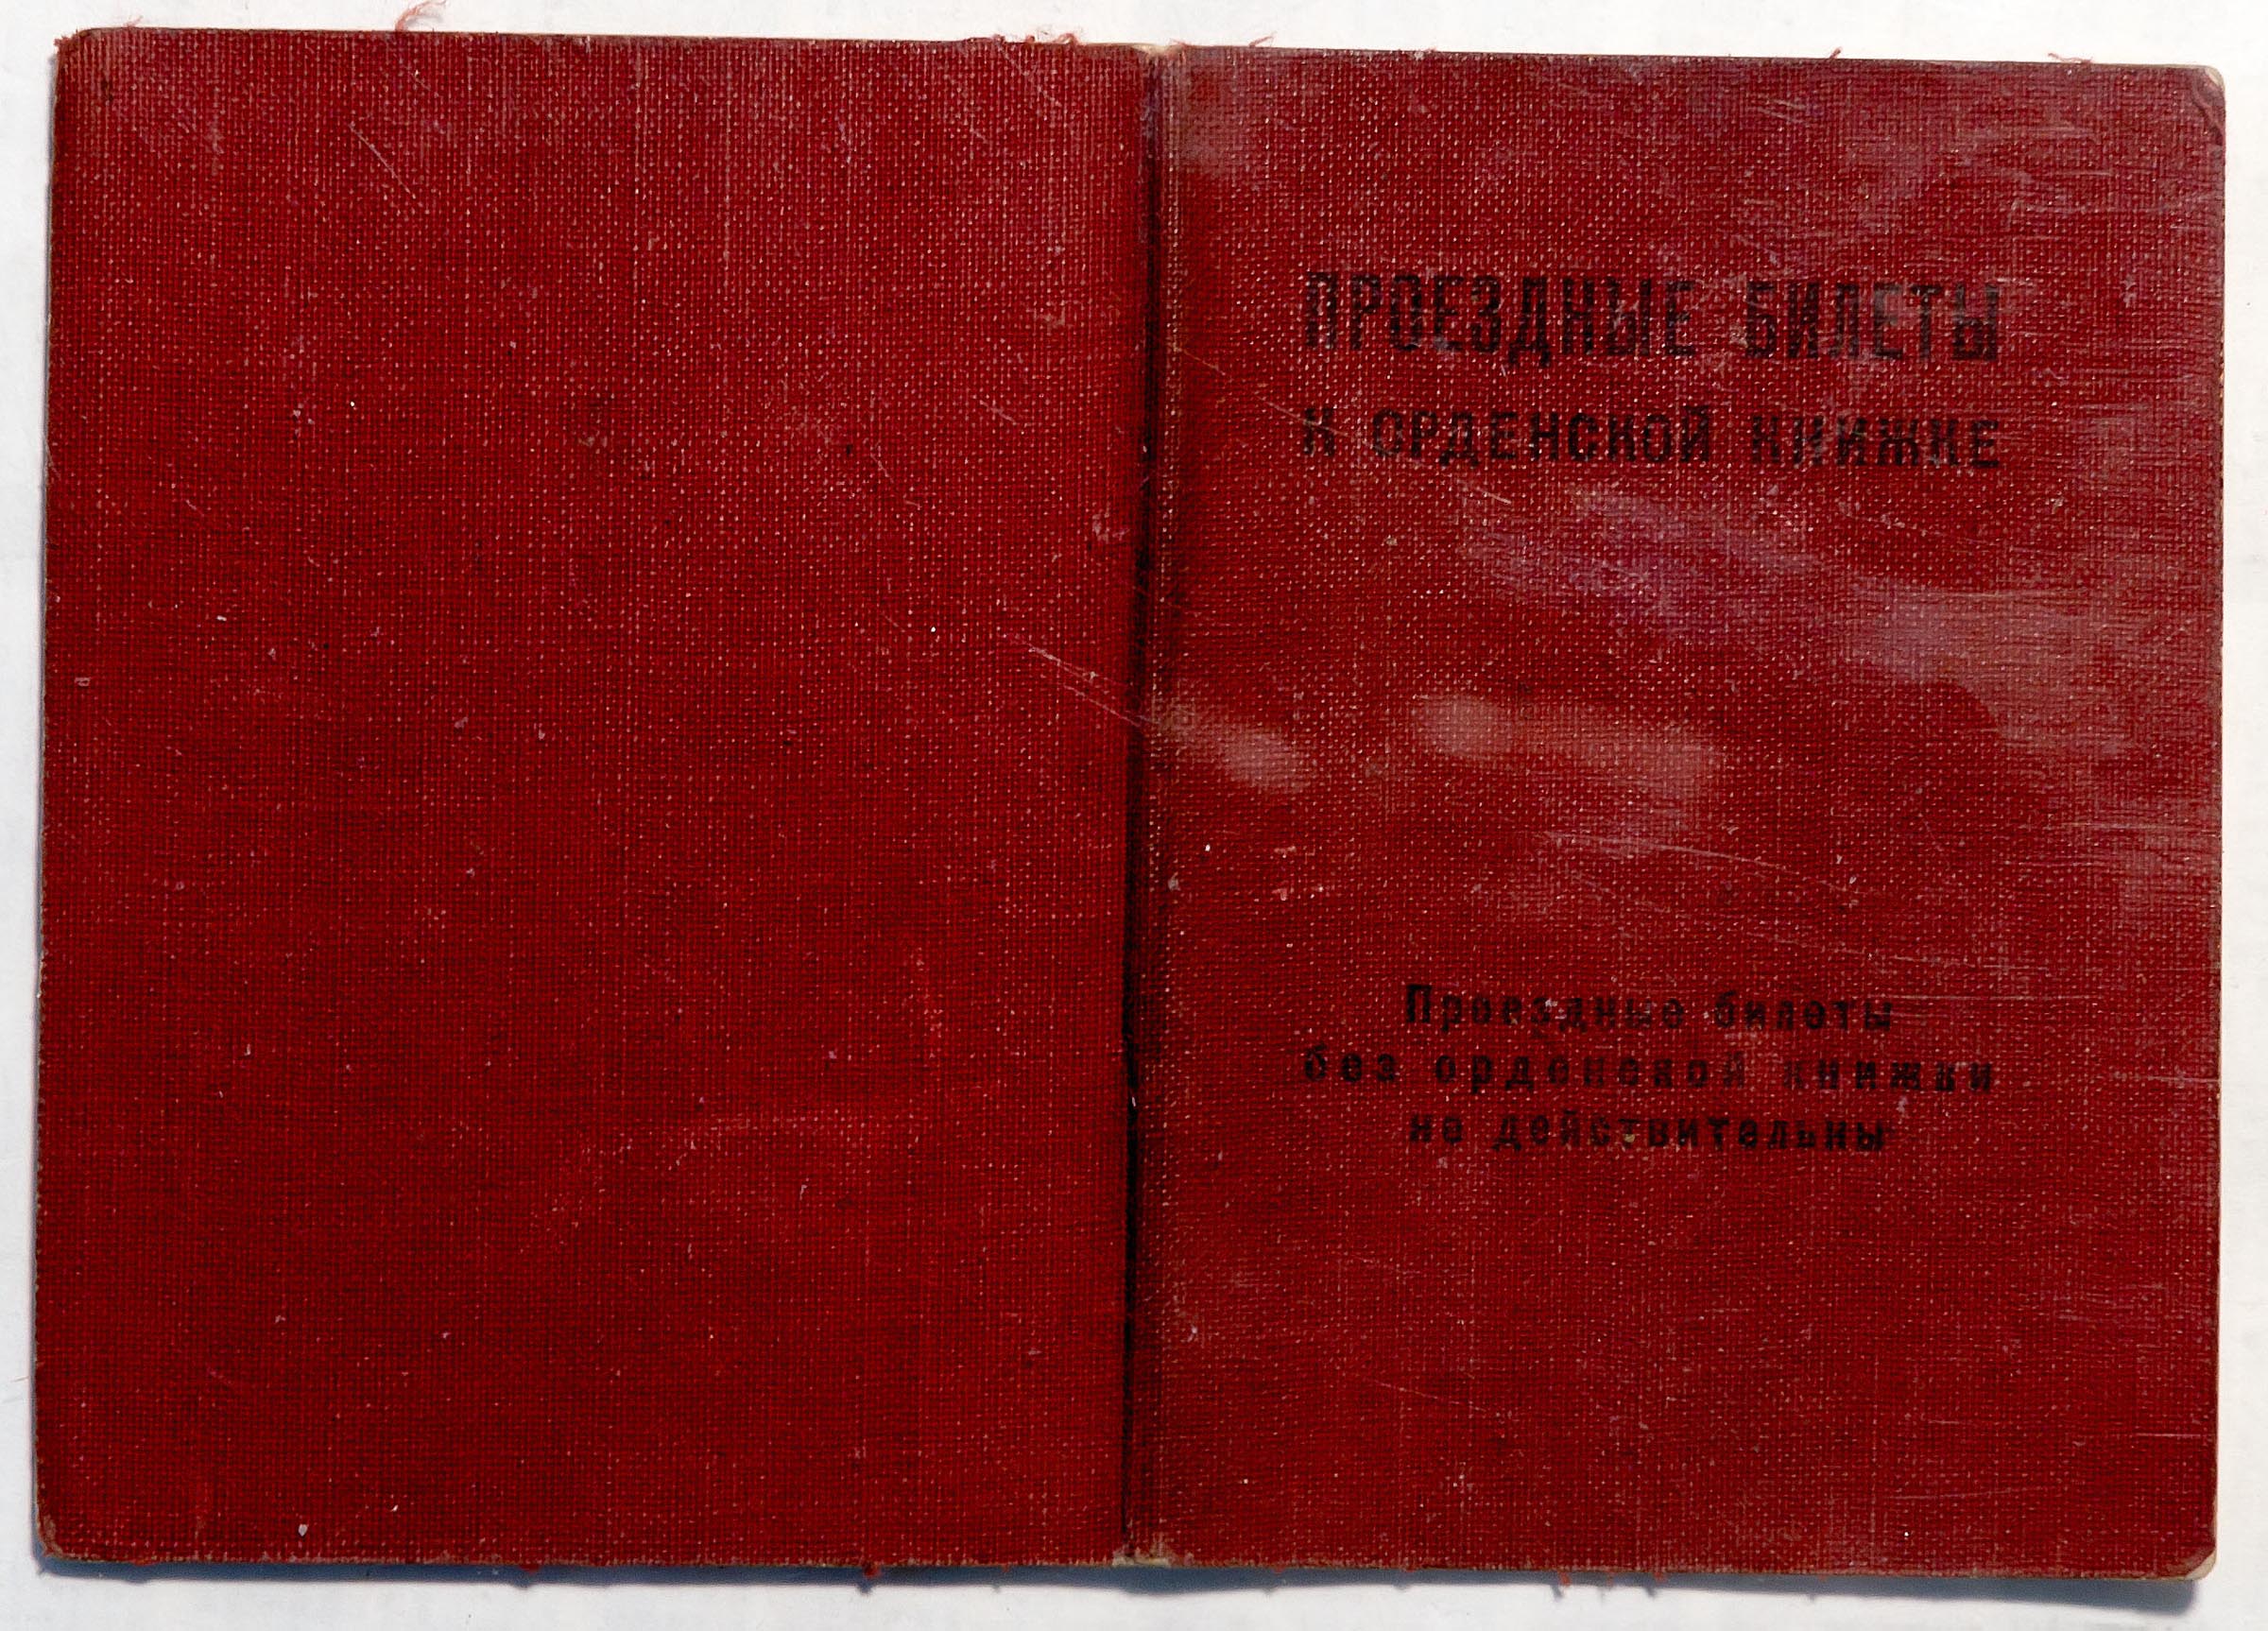 ПРОЕЗДНЫЕ БИЛЕТЫ
К ОРДЕНСКОЙ КНИЖКЕ
Проездные билеты
без орденской книжки
не действительны